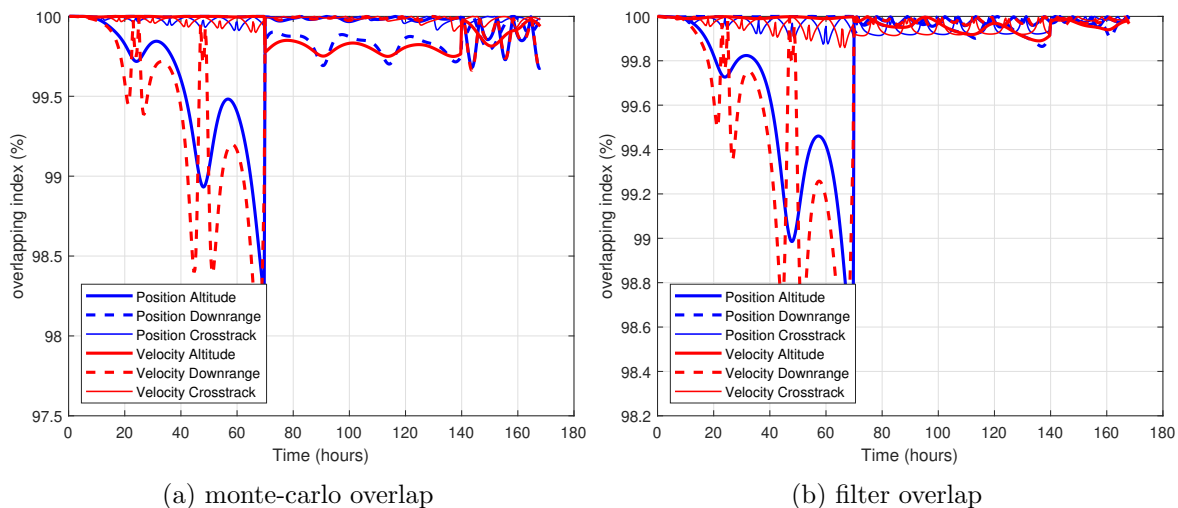 100
99.5
99
98.5
98
97.5
overlapping index (%)
Position Altitude
Position Downrange
Position Crosstrack
Velocity Altitude
Velocity Downrange
Velocity Crosstrack
0 20 40 60 80 100 120 140 160 180
Time (hours)
(a) monte-carlo overlap
100
99.8
99.6
99.4
99.2
99
98.8
98.6
98.4
98.2
overlapping index (%)
Position Altitude
Position Downrange
Position Crosstrack
Velocity Altitude
Velocity Downrange
Velocity Crosstrack
0 20 40 60 80 100 120 140 160 180
Time (hours)
(b) filter overlap